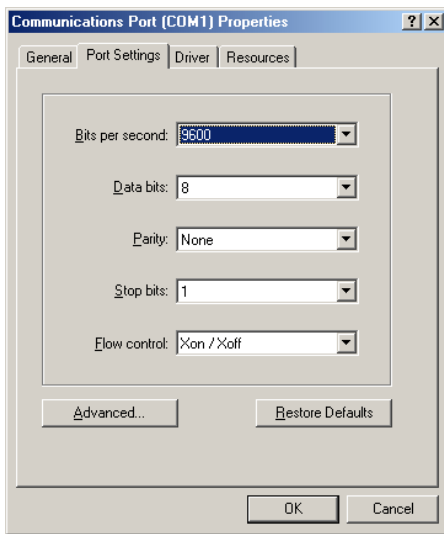 Communications Port (COM1) Properties
General Port Settings Driver Resources
Bits per second: 9600
Data bits: 8
Parity: None
Stop bits: 1
Flow control: Xon / Xoff
Advanced... Restore Defaults
OK Cancel